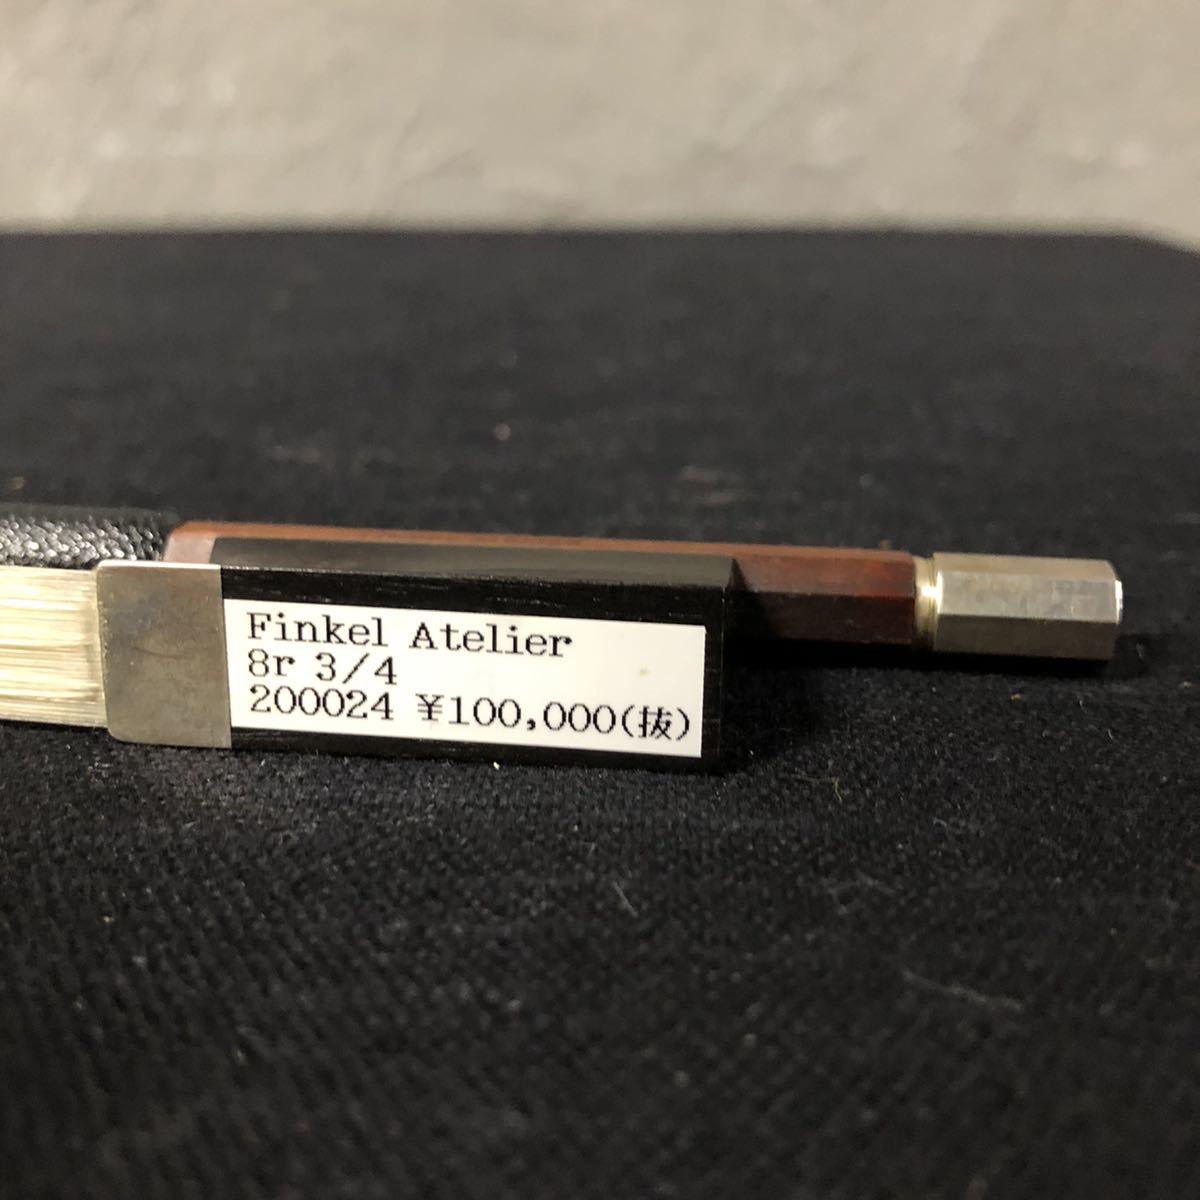 Finkel Atelier
8r 3/4
200024 ¥100,000(抜)